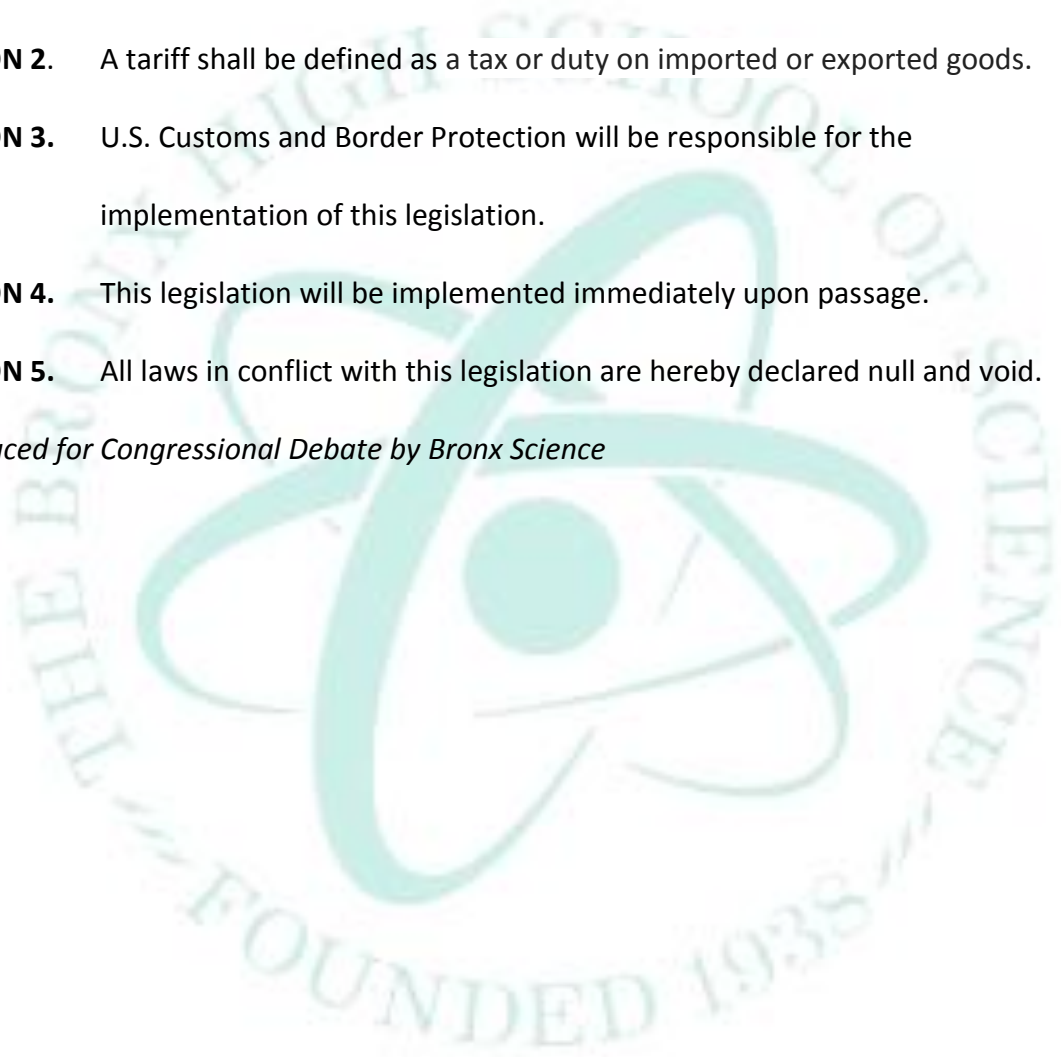 ON 2. A tariff shall be defined as a tax or duty on imported or exported goods.
ON 3. U.S. Customs and Border Protection will be responsible for the
implementation of this legislation.
ON 4. This legislation will be implemented immediately upon passage.
ON 5. All laws in conflict with this legislation are hereby declared null and void.
uced for Congressional Debate by Bronx Science
THE BRONX HIGH SCHOOL OF SCIENCE
FOUNDED 1938